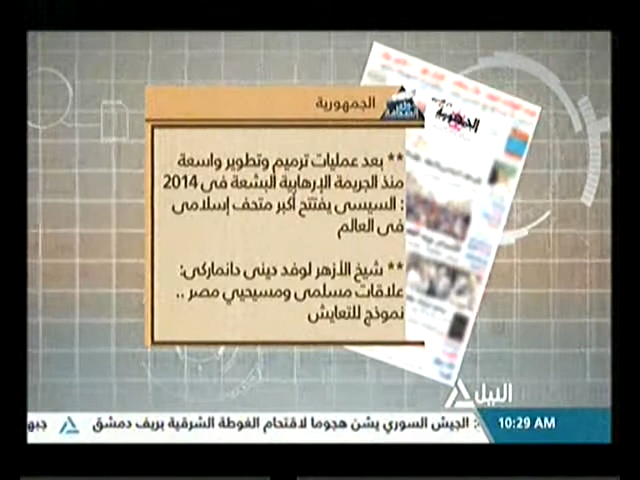 الجمهورية
** بعد عمليات ترميم وتطوير واسعة
منذ الجريمة الإرهابية البشعة فى 2014
: السيسى يفتتح أكبر متحف إسلامى
فى العالم
** شيخ الأزهر لوفد دينى دانماركى:
علاقات مسلمى ومسيحيي مصر ..
نموذج للتعايش
النيل
الجيش السوري يشن هجوما لاقتحام الغوطة الشرقية بريف دمشق
10:29 AM